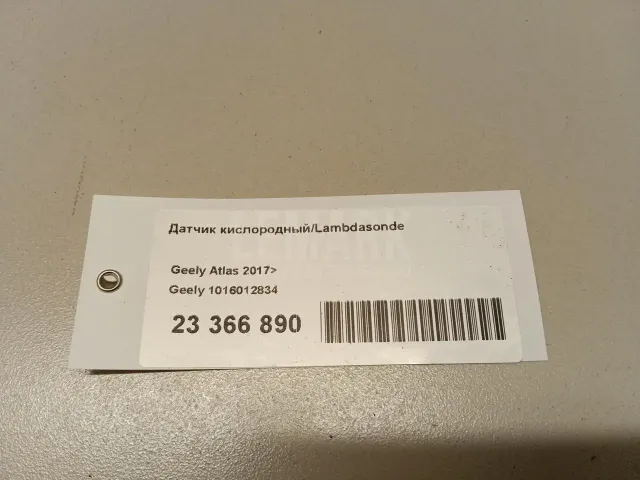 Датчик кислородный/Lambdasonde
Geely Atlas 2017>
Geely 1016012834
23 366 890